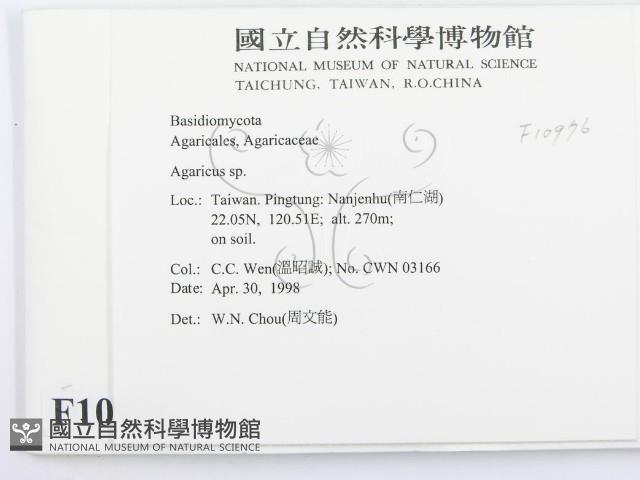 國立自然科學博物館
NATIONAL MUSEUM OF NATURAL SCIENCE
TAICHUNG, TAIWAN, R.O.CHINA
Basidiomycota
F10976
Agaricales, Agaricaceae
Agaricus sp.
Loc.: Taiwan. Pingtung: Nanjenhu(南仁湖)
22.05N, 120.51E; alt. 270m;
on soil.
Col.: C.C. Wen(溫昭誠); No. CWN 03166
Date: Apr. 30, 1998
Det.: W.N. Chou(周文能)
F10
國立自然科學博物館
NATIONAL MUSEUM OF NATURAL SCIENCE